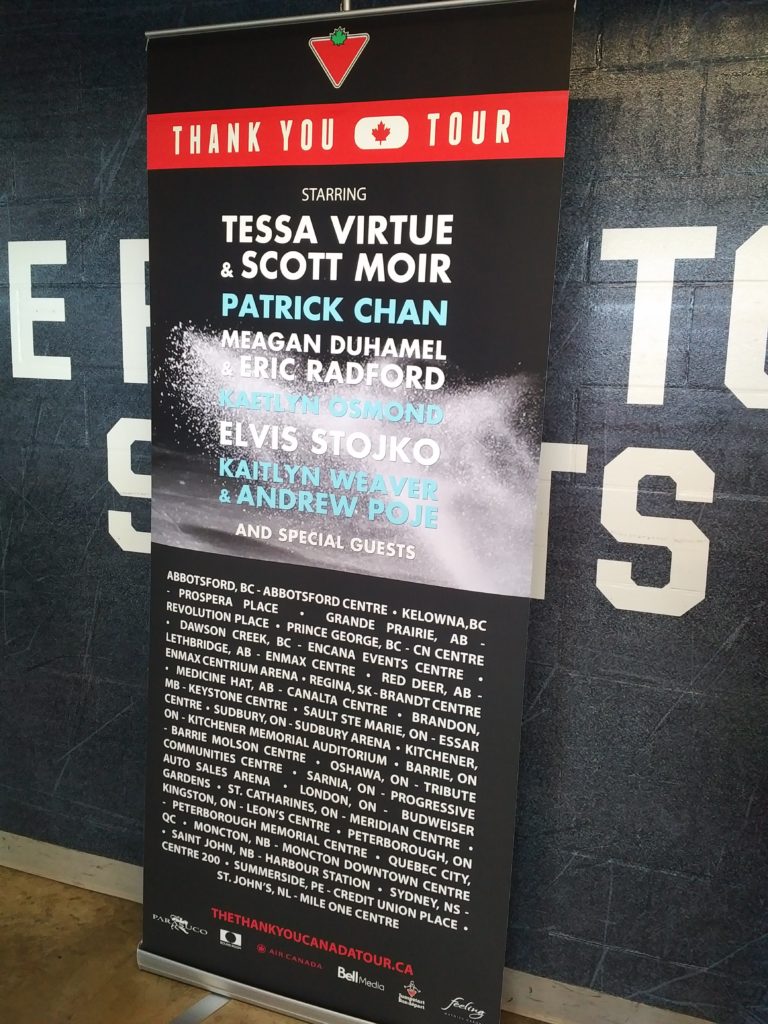 THANK YOU TOUR
STARRING
TESSA VIRTUE
& SCOTT MOIR
PATRICK CHAN
MEAGAN DUHAMEL
& ERIC RADFORD
KAETLYN OSMOND
ELVIS STOJKO
KAITLYN WEAVER
& ANDREW POJE
AND SPECIAL GUESTS
ABBOTSFORD, BC - ABBOTSFORD CENTRE • KELOWNA,BC
- PROSPERA PLACE • GRANDE PRAIRIE, AB -
REVOLUTION PLACE • PRINCE GEORGE, BC - CN CENTRE
• DAWSON CREEK, BC - ENCANA EVENTS CENTRE •
LETHBRIDGE, AB - ENMAX CENTRE • RED DEER, AB -
ENMAX CENTRIUM ARENA • REGINA, SK - BRANDT CENTRE
• MEDICINE HAT, AB - CANALTA CENTRE • BRANDON,
MB - KEYSTONE CENTRE • SAULT STE MARIE, ON - ESSAR
CENTRE • SUDBURY, ON - SUDBURY ARENA • KITCHENER,
ON - KITCHENER MEMORIAL AUDITORIUM • BARRIE, ON
- BARRIE MOLSON CENTRE • OSHAWA, ON - TRIBUTE
COMMUNITIES CENTRE • SARNIA, ON - PROGRESSIVE
AUTO SALES ARENA • LONDON, ON - BUDWEISER
GARDENS • ST. CATHARINES, ON - MERIDIAN CENTRE •
KINGSTON, ON - LEON'S CENTRE • PETERBOROUGH, ON
- PETERBOROUGH MEMORIAL CENTRE • QUEBEC CITY,
QC • MONCTON, NB - MONCTON DOWNTOWN CENTRE
• SAINT JOHN, NB - HARBOUR STATION • SYDNEY, NS -
CENTRE 200 • SUMMERSIDE, PE - CREDIT UNION PLACE •
ST. JOHN'S, NL - MILE ONE CENTRE
THETHANKYOUCANADATOUR.CA
AIR CANADA
Bell Media
Jumpstart
feeling
E
TO
S
TS